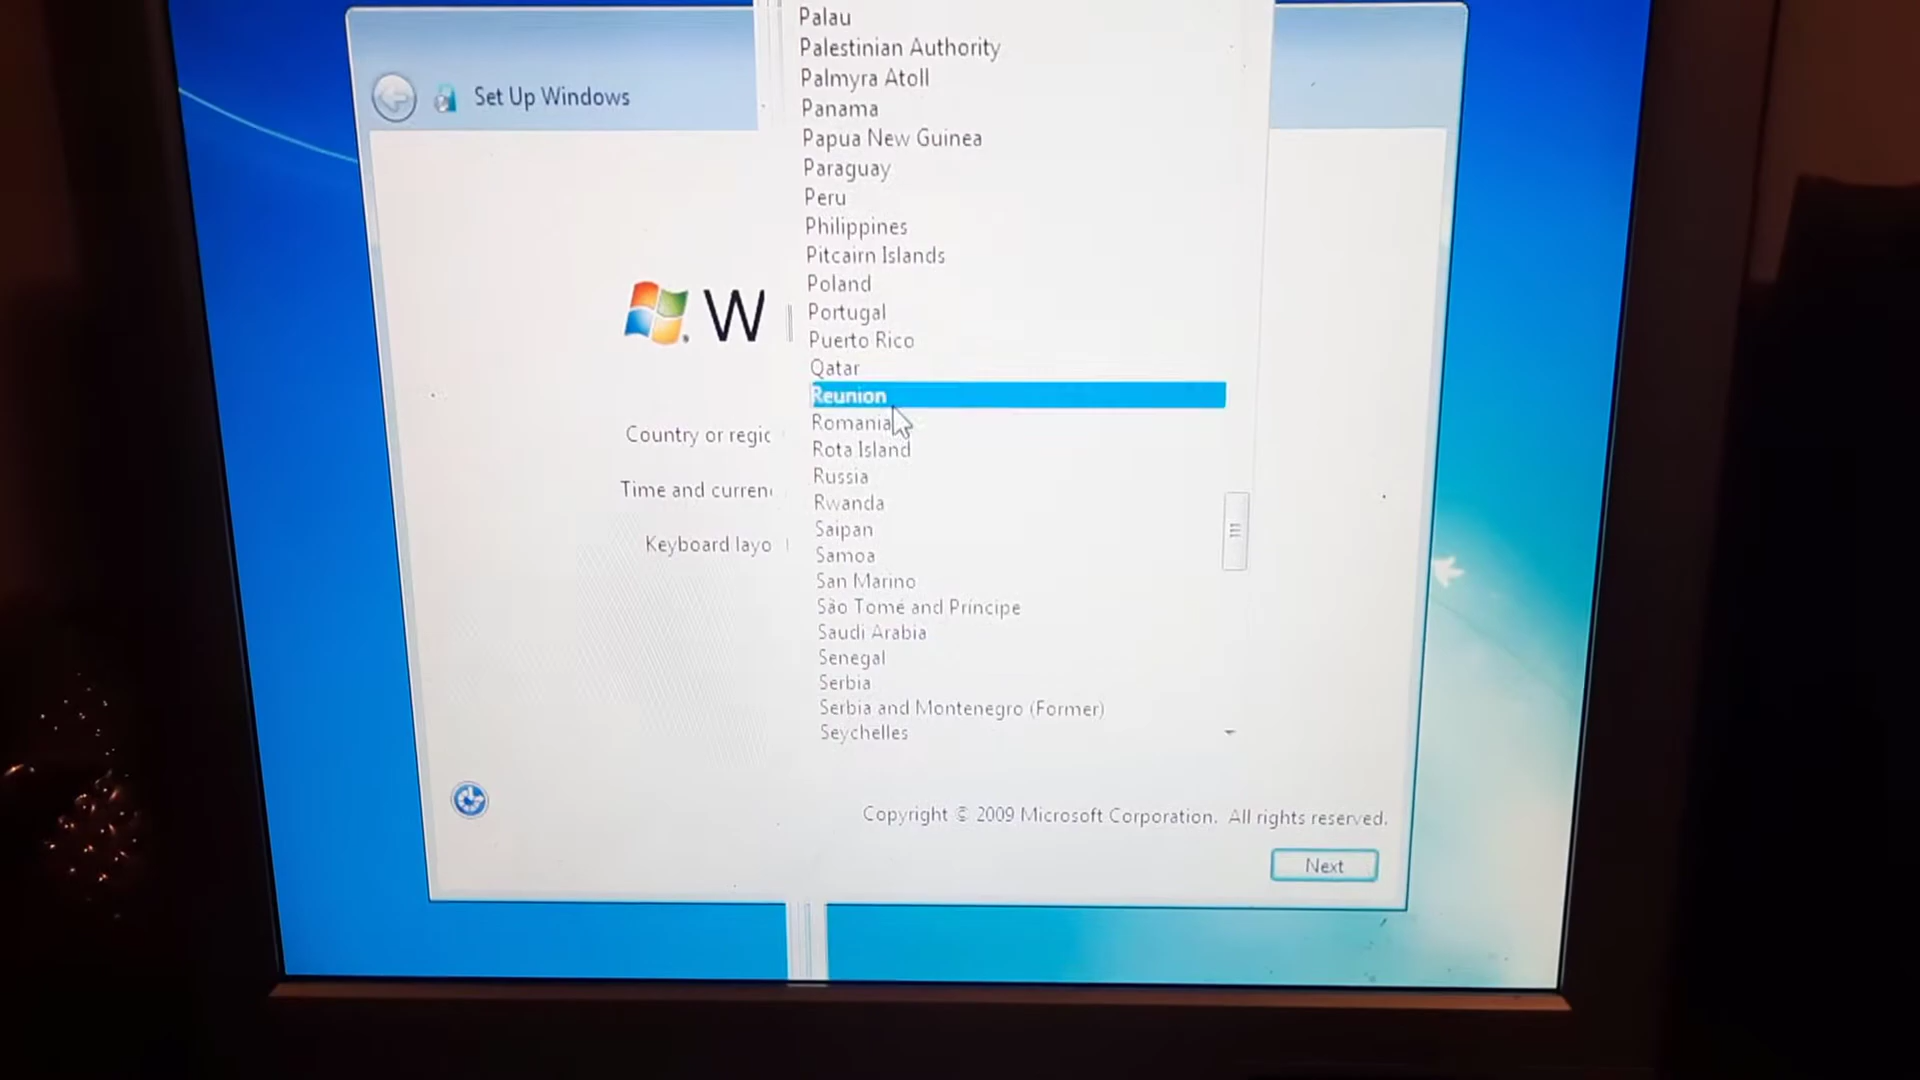 Set Up Windows
W
Country or regic
Time and curren
Keyboard layo
Palau
Palestinian Authority
Palmyra Atoll
Panama
Papua New Guinea
Paraguay
Peru
Philippines
Pitcairn Islands
Poland
Portugal
Puerto Rico
Qatar
Reunion
Romania
Rota Island
Russia
Rwanda
Saipan
Samoa
San Marino
São Tomé and Príncipe
Saudi Arabia
Senegal
Serbia
Serbia and Montenegro (Former)
Seychelles
Copyright © 2009 Microsoft Corporation. All rights reserved.
Next